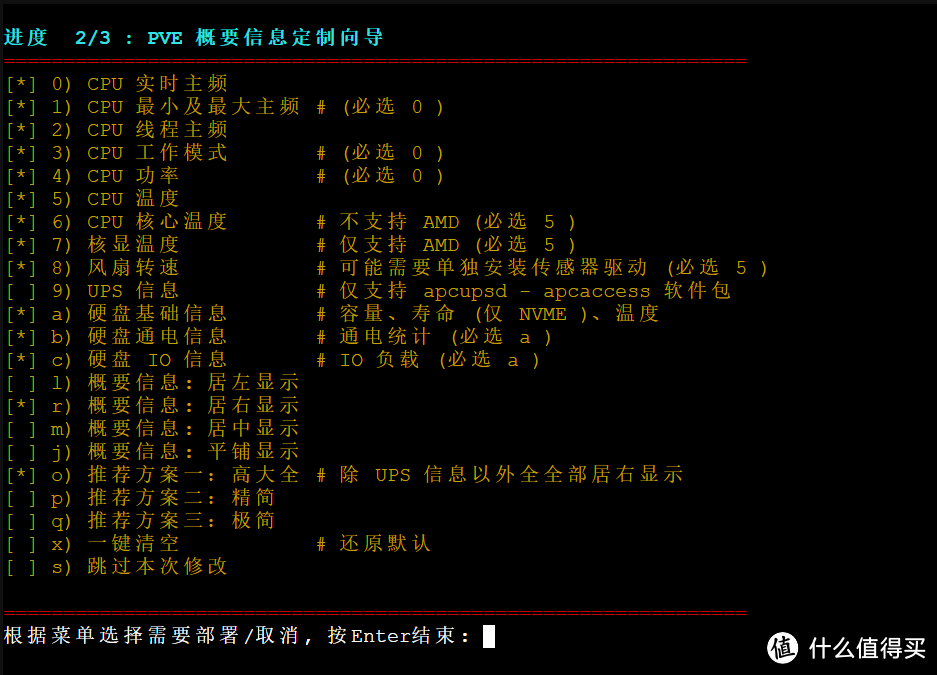 进度  2/3 : PVE 概要信息定制向导
==============================================================
[*] 0) CPU 实时主频
[*] 1) CPU 最小及最大主频 # (必选 0 )
[*] 2) CPU 线程主频
[*] 3) CPU 工作模式       # (必选 0 )
[*] 4) CPU 功率           # (必选 0 )
[*] 5) CPU 温度
[*] 6) CPU 核心温度       # 不支持 AMD (必选 5 )
[*] 7) 核显温度           # 仅支持 AMD (必选 5 )
[*] 8) 风扇转速           # 可能需要单独安装传感器驱动 (必选 5 )
[ ] 9) UPS 信息           # 仅支持 apcupsd - apcaccess 软件包
[*] a) 硬盘基础信息       # 容量、寿命 (仅 NVME )、温度
[*] b) 硬盘通电信息       # 通电统计 (必选 a )
[*] c) 硬盘 IO 信息       # IO 负载 (必选 a )
[ ] l) 概要信息: 居左显示
[*] r) 概要信息: 居右显示
[ ] m) 概要信息: 居中显示
[ ] j) 概要信息: 平铺显示
[*] o) 推荐方案一: 高大全 # 除 UPS 信息以外全全部居右显示
[ ] p) 推荐方案二: 精简
[ ] q) 推荐方案三: 极简
[ ] x) 一键清空           # 还原默认
[ ] s) 跳过本次修改
==============================================================
根据菜单选择需要部署/取消, 按Enter结束:
值 什么值得买